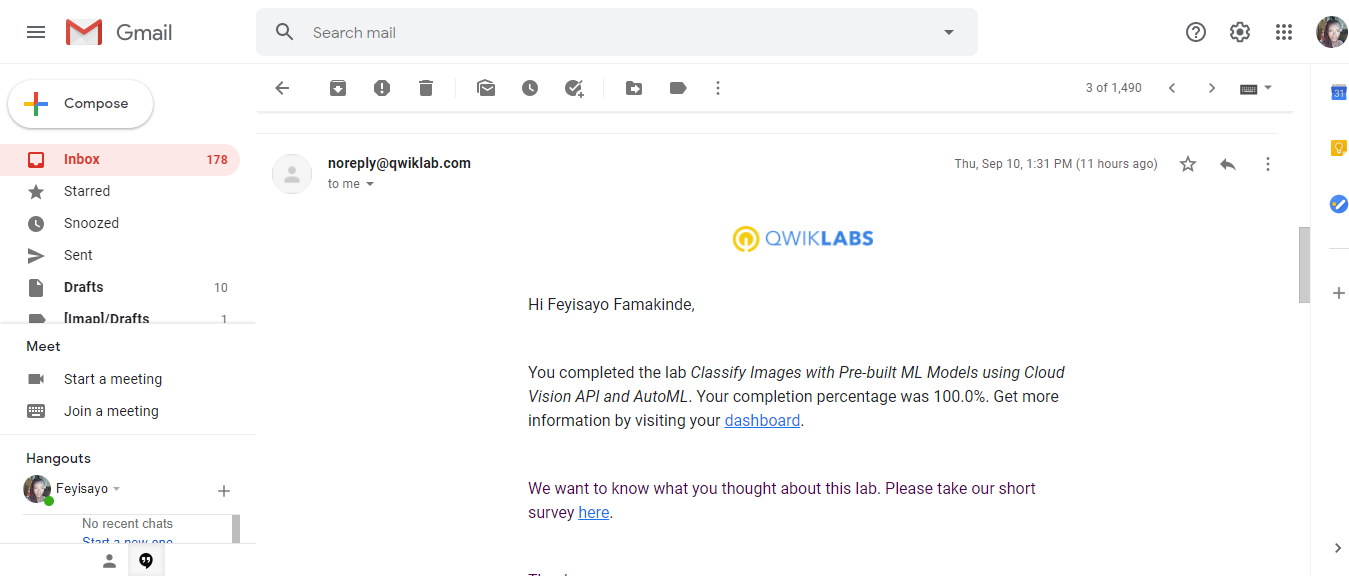 Gmail
Search mail
Compose
3 of 1,490
Inbox 178
Starred
Snoozed
Sent
Drafts 10
[Imap]/Drafts 1
Meet
Start a meeting
Join a meeting
Hangouts
Feyisayo
No recent chats
Start a new one
noreply@qwiklab.com
Thu, Sep 10, 1:31 PM (11 hours ago)
to me
QWIKLABS
Hi Feyisayo Famakinde,
You completed the lab Classify Images with Pre-built ML Models using Cloud
Vision API and AutoML. Your completion percentage was 100.0%. Get more
information by visiting your dashboard.
We want to know what you thought about this lab. Please take our short
survey here.
31